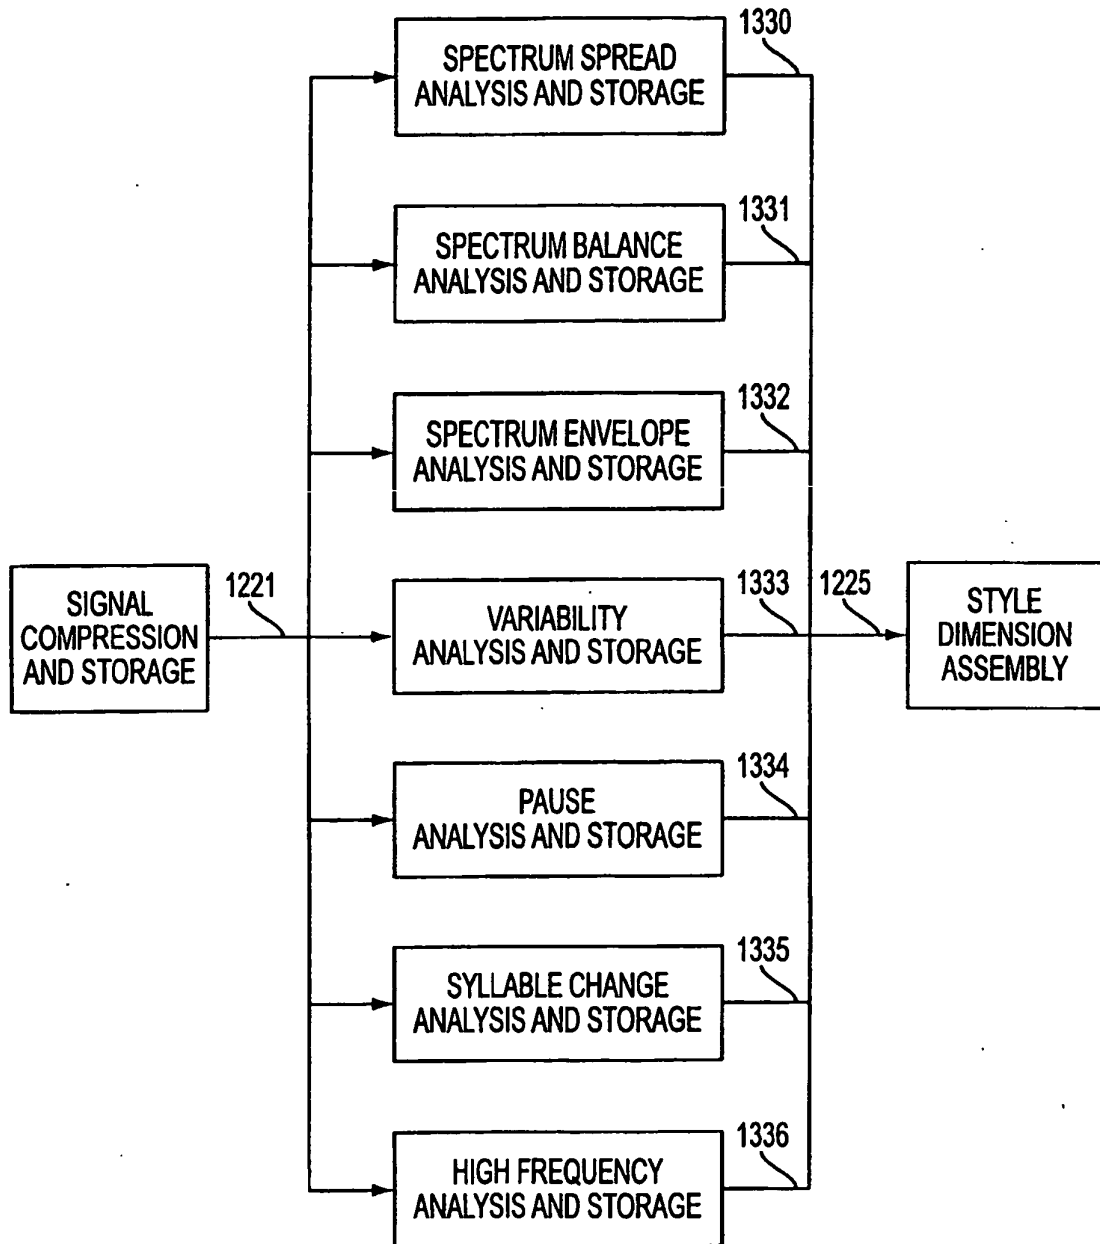 1330
SPECTRUM SPREAD
ANALYSIS AND STORAGE
1331
SPECTRUM BALANCE
ANALYSIS AND STORAGE
1332
SPECTRUM ENVELOPE
ANALYSIS AND STORAGE
SIGNAL
COMPRESSION
AND STORAGE
1221
VARIABILITY
ANALYSIS AND STORAGE
1333
1225
STYLE
DIMENSION
ASSEMBLY
1334
PAUSE
ANALYSIS AND STORAGE
1335
SYLLABLE CHANGE
ANALYSIS AND STORAGE
1336
HIGH FREQUENCY
ANALYSIS AND STORAGE